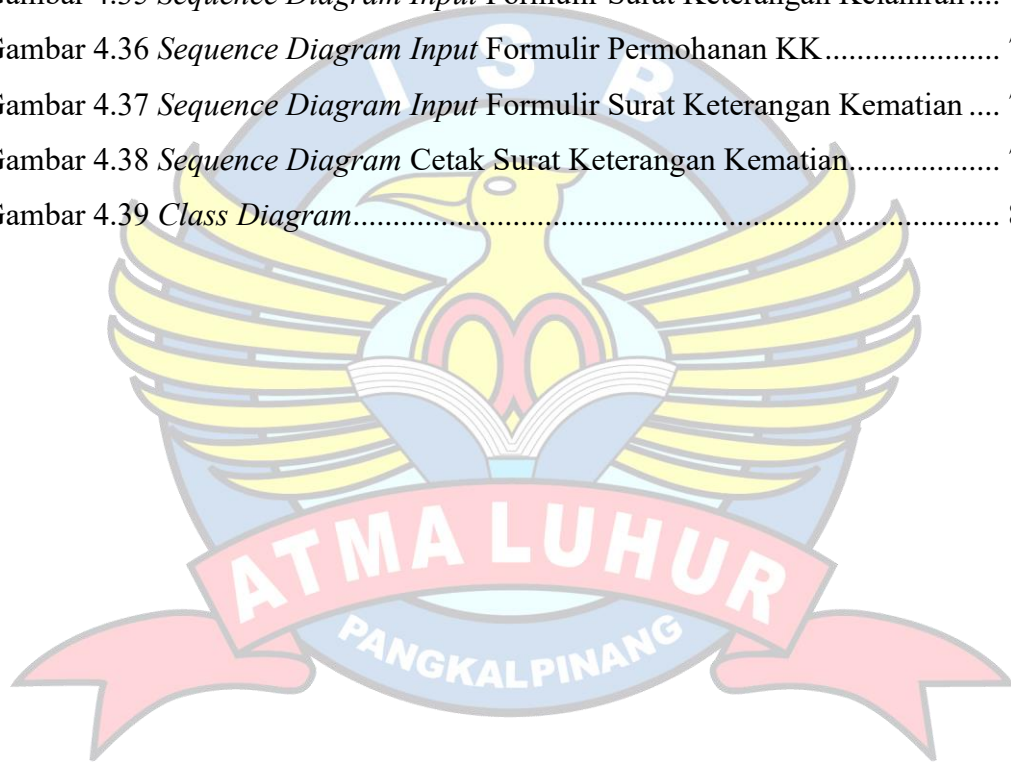 4.35 Sequence Diagram Input Formulir Surat Keterangan Kelahiran....
Gambar 4.36 Sequence Diagram Input Formulir Permohanan KK.....................
Gambar 4.37 Sequence Diagram Input Formulir Surat Keterangan Kematian ....
Gambar 4.38 Sequence Diagram Cetak Surat Keterangan Kematian..................
Gambar 4.39 Class Diagram.............................................................................. 8
I S B
ATMA LUHUR
PANGKALPINANG